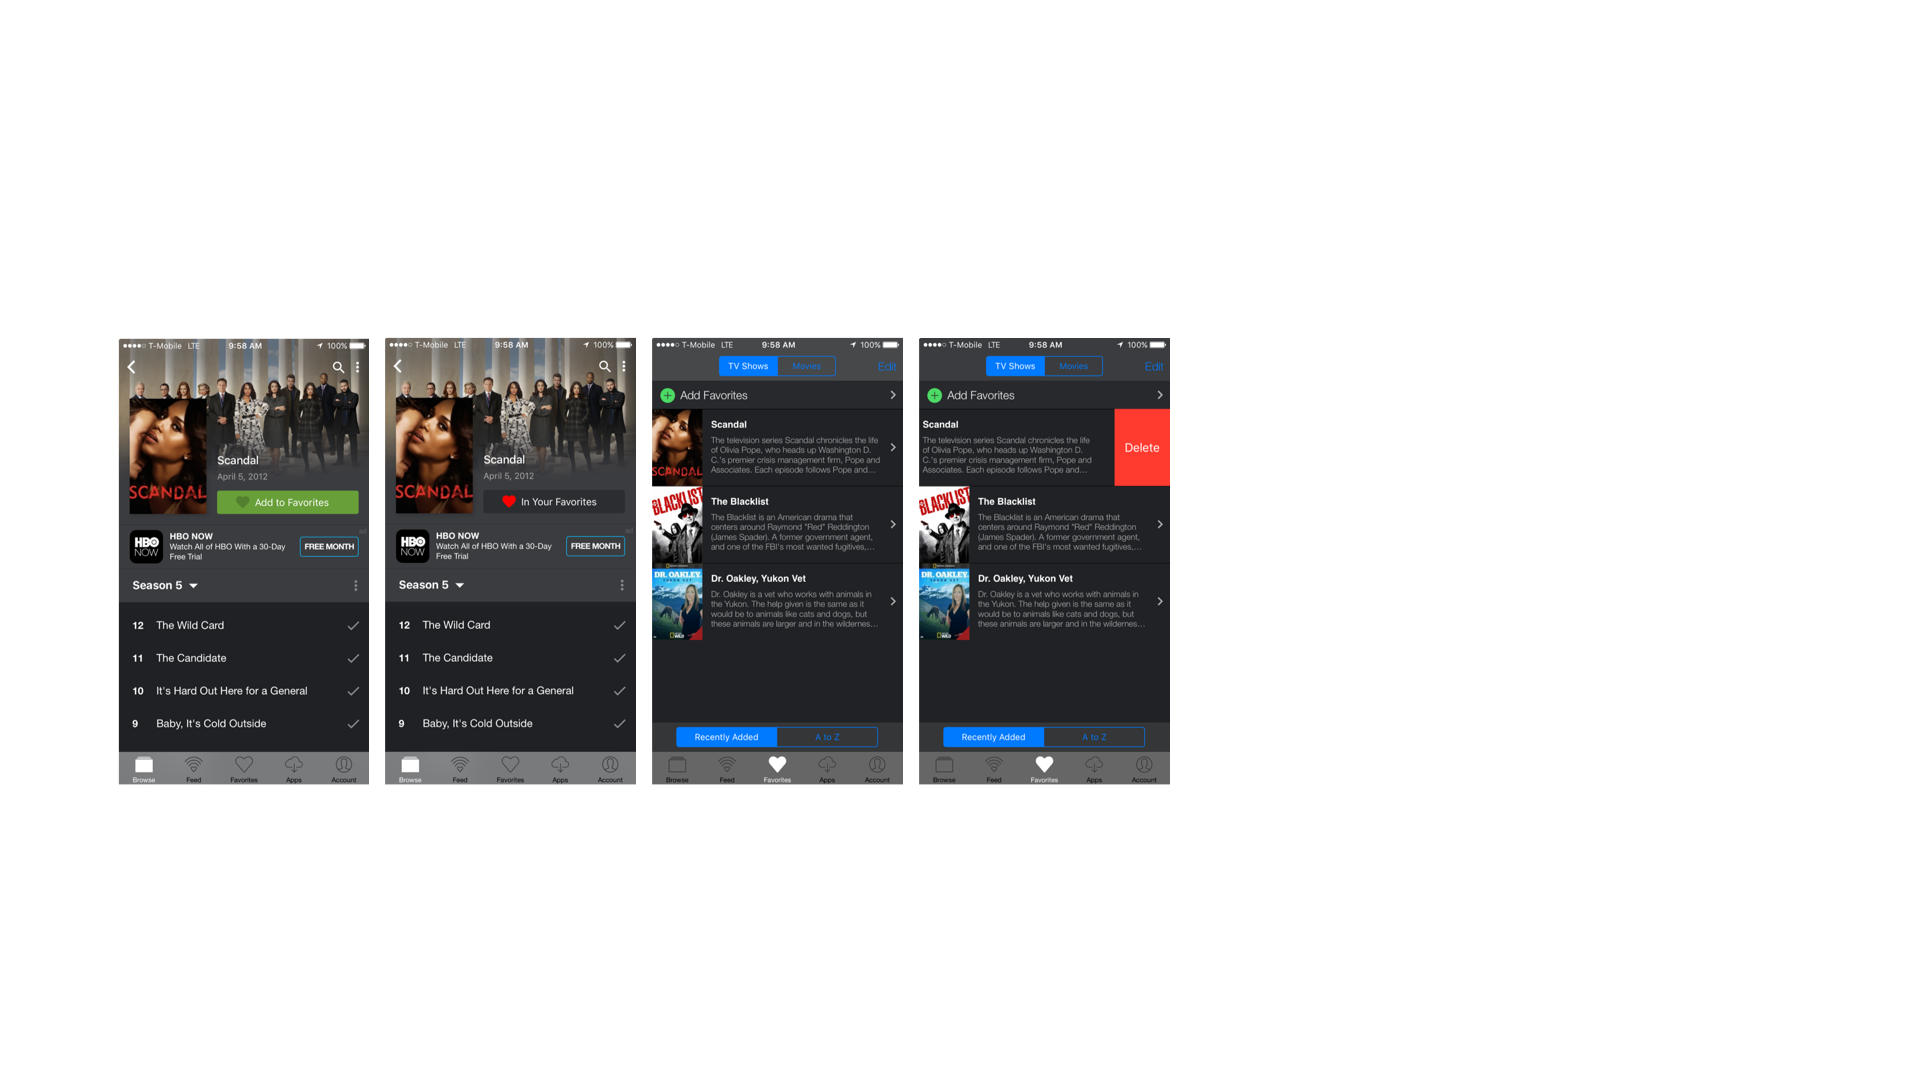 T-Mobile LTE 9:58 AM 100%
SCANDAL
Scandal
April 5, 2012
Add to Favorites
HBO NOW
HBO NOW
Watch All of HBO With a 30-Day
Free Trial
FREE MONTH
Season 5
12 The Wild Card
11 The Candidate
10 It's Hard Out Here for a General
9 Baby, It's Cold Outside
Browse Feed Favorites Apps Account
T-Mobile LTE 9:58 AM 100%
SCANDAL
Scandal
April 5, 2012
In Your Favorites
HBO NOW
HBO NOW
Watch All of HBO With a 30-Day
Free Trial
FREE MONTH
Season 5
12 The Wild Card
11 The Candidate
10 It's Hard Out Here for a General
9 Baby, It's Cold Outside
Browse Feed Favorites Apps Account
T-Mobile LTE 9:58 AM 100%
TV Shows Movies Edit
Add Favorites
SCANDAL
Scandal
The television series Scandal chronicles the life
of Olivia Pope, who heads up Washington D.
C.'s premier crisis management firm, Pope and
Associates. Each episode follows Pope and…
BLACKLIST
The Blacklist
The Blacklist is an American drama that
centers around Raymond "Red" Reddington
(James Spader). A former government agent,
and one of the FBI's most wanted fugitives,…
DR. OAKLEY
YUKON VET
WILD
Dr. Oakley, Yukon Vet
Dr. Oakley is a vet who works with animals in
the Yukon. The help given is the same as it
would be to animals like cats and dogs, but
these animals are larger and in the wildernes…
Recently Added A to Z
Browse Feed Favorites Apps Account
T-Mobile LTE 9:58 AM 100%
TV Shows Movies Edit
Add Favorites
Scandal
The television series Scandal chronicles the life
of Olivia Pope, who heads up Washington D.
C.'s premier crisis management firm, Pope and
Associates. Each episode follows Pope and…
Delete
BLACKLIST
The Blacklist
The Blacklist is an American drama that
centers around Raymond "Red" Reddington
(James Spader). A former government agent,
and one of the FBI's most wanted fugitives,…
DR. OAKLEY
YUKON VET
WILD
Dr. Oakley, Yukon Vet
Dr. Oakley is a vet who works with animals in
the Yukon. The help given is the same as it
would be to animals like cats and dogs, but
these animals are larger and in the wildernes…
Recently Added A to Z
Browse Feed Favorites Apps Account